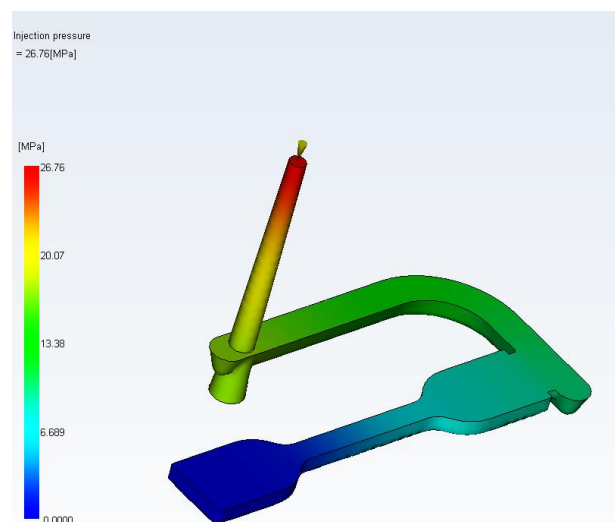 Injection pressure
= 26.76[MPa]
[MPa]
26.76
20.07
13.38
6.689
0.0000